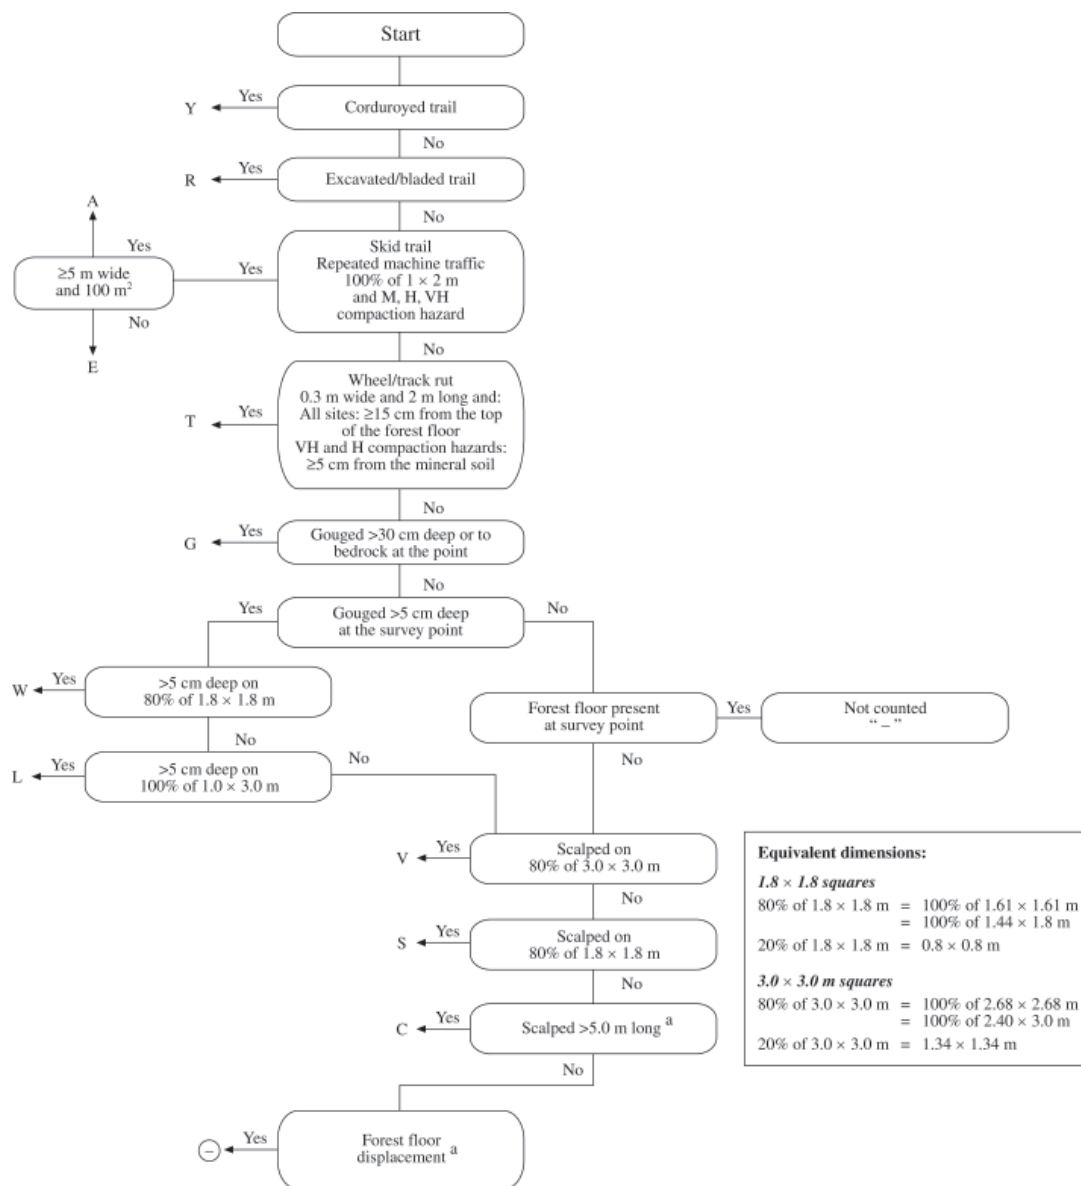 Start
Y
Yes
Corduroyed trail
No
R
Yes
Excavated/bladed trail
No
A
Yes
≥5 m wide
and 100 m²
No
E
Yes
Skid trail
Repeated machine traffic
100% of 1 × 2 m
and M, H, VH
compaction hazard
No
T
Yes
Wheel/track rut
0.3 m wide and 2 m long and:
All sites: ≥15 cm from the top
of the forest floor
VH and H compaction hazards:
≥5 cm from the mineral soil
No
G
Yes
Gouged >30 cm deep or to
bedrock at the point
No
Yes
Gouged >5 cm deep
at the survey point
No
W
Yes
>5 cm deep on
80% of 1.8 × 1.8 m
No
Forest floor present
at survey point
Yes
Not counted
“ – ”
No
L
Yes
>5 cm deep on
100% of 1.0 × 3.0 m
No
V
Yes
Scalped on
80% of 3.0 × 3.0 m
No
S
Yes
Scalped on
80% of 1.8 × 1.8 m
No
C
Yes
Scalped >5.0 m long a
No
–
Yes
Forest floor
displacement a
Equivalent dimensions:
1.8 × 1.8 squares
80% of 1.8 × 1.8 m = 100% of 1.61 × 1.61 m
= 100% of 1.44 × 1.8 m
20% of 1.8 × 1.8 m = 0.8 × 0.8 m
3.0 × 3.0 m squares
80% of 3.0 × 3.0 m = 100% of 2.68 × 2.68 m
= 100% of 2.40 × 3.0 m
20% of 3.0 × 3.0 m = 1.34 × 1.34 m